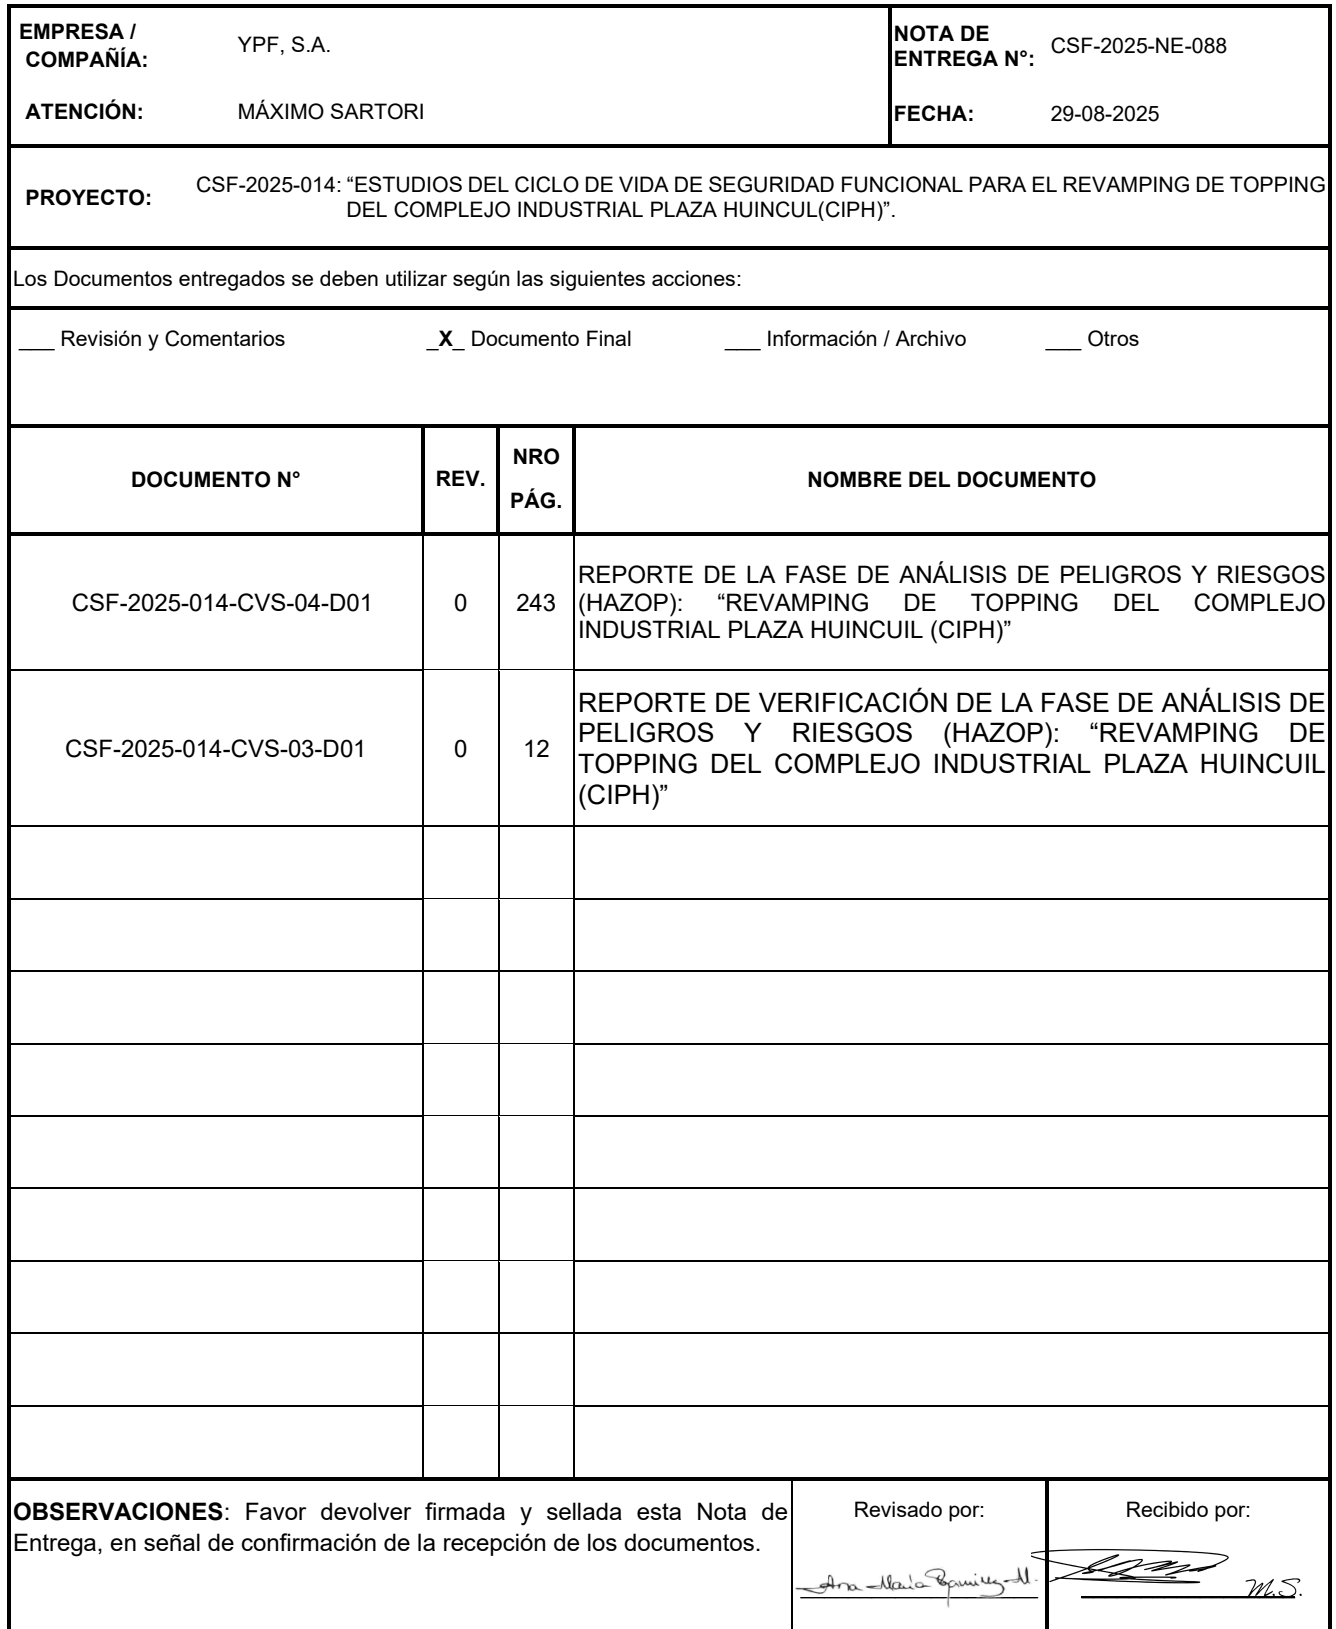 EMPRESA /
COMPAÑÍA:
YPF, S.A.
NOTA DE
ENTREGA N°:
CSF-2025-NE-088
ATENCIÓN:
MÁXIMO SARTORI
FECHA:
29-08-2025
PROYECTO:
CSF-2025-014: “ESTUDIOS DEL CICLO DE VIDA DE SEGURIDAD FUNCIONAL PARA EL REVAMPING DE TOPPING
DEL COMPLEJO INDUSTRIAL PLAZA HUINCUL(CIPH)”.
Los Documentos entregados se deben utilizar según las siguientes acciones:
___ Revisión y Comentarios _X_ Documento Final ___ Información / Archivo ___ Otros
DOCUMENTO N°
REV.
NRO
PÁG.
NOMBRE DEL DOCUMENTO
CSF-2025-014-CVS-04-D01
0
243
REPORTE DE LA FASE DE ANÁLISIS DE PELIGROS Y RIESGOS
(HAZOP): “REVAMPING DE TOPPING DEL COMPLEJO
INDUSTRIAL PLAZA HUINCUIL (CIPH)”
CSF-2025-014-CVS-03-D01
0
12
REPORTE DE VERIFICACIÓN DE LA FASE DE ANÁLISIS DE
PELIGROS Y RIESGOS (HAZOP): “REVAMPING DE
TOPPING DEL COMPLEJO INDUSTRIAL PLAZA HUINCUIL
(CIPH)”
OBSERVACIONES: Favor devolver firmada y sellada esta Nota de
Entrega, en señal de confirmación de la recepción de los documentos.
Revisado por:
Ana María Ramírez M.
Recibido por:
M.S.